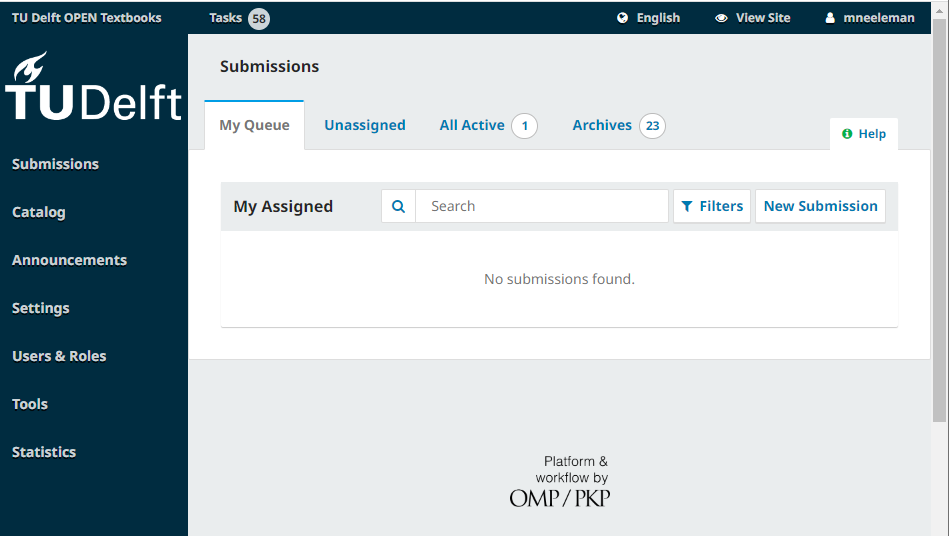 TU Delft OPEN Textbooks Tasks 58 English View Site mneeleman
TU Delft
Submissions
Catalog
Announcements
Settings
Users & Roles
Tools
Statistics
Submissions
My Queue Unassigned All Active 1 Archives 23 Help
My Assigned Search Filters New Submission
No submissions found.
Platform &
workflow by
OMP / PKP